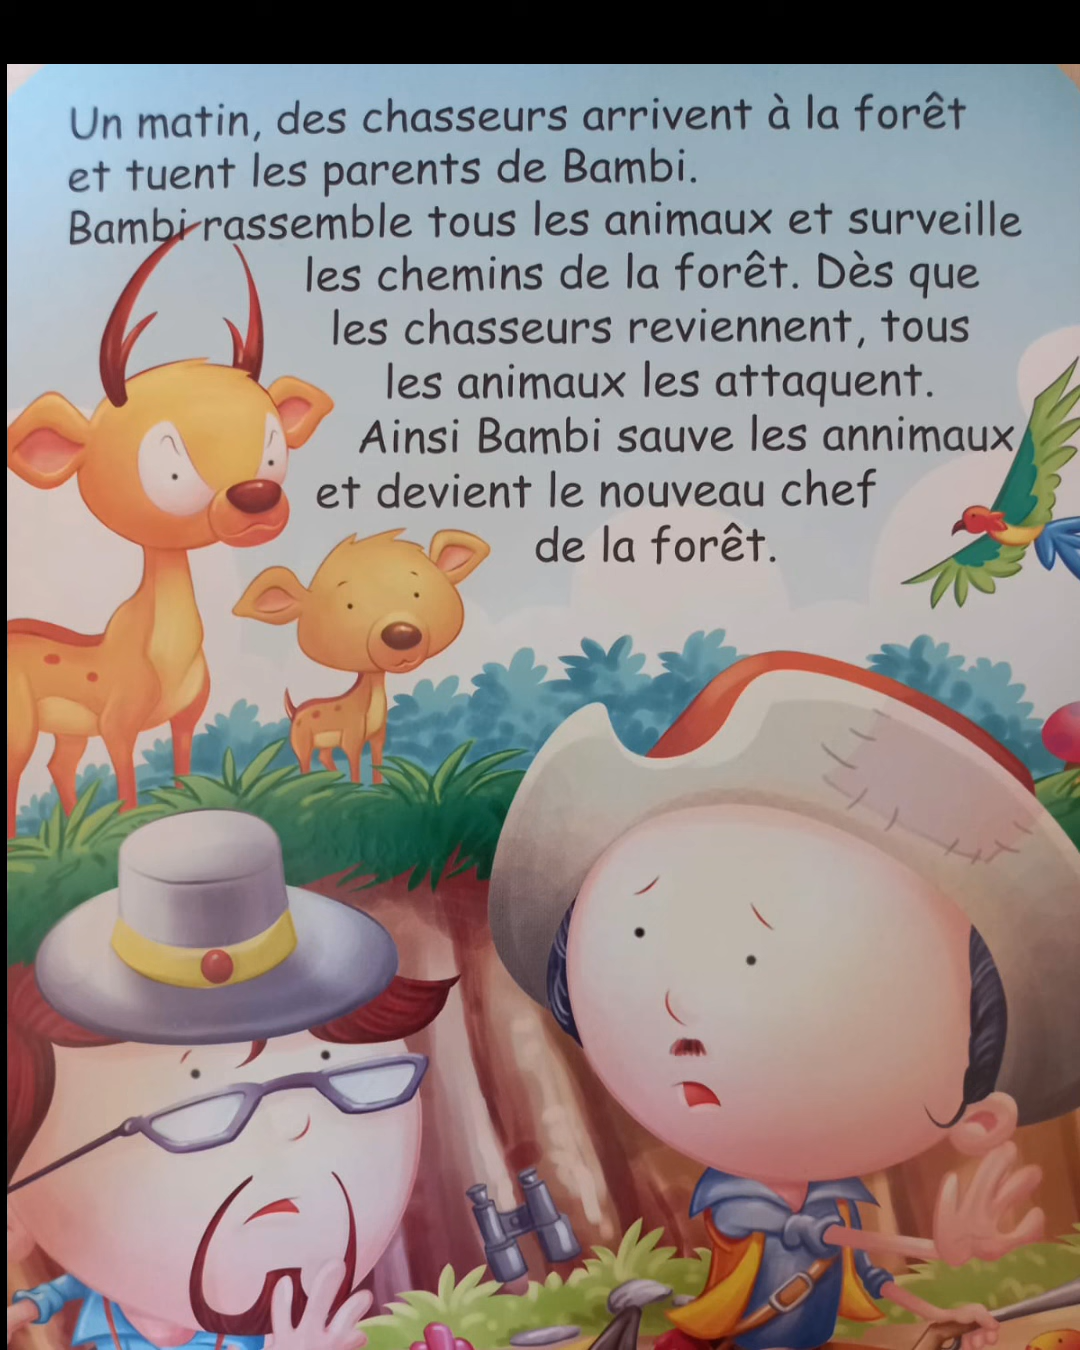 Un matin, des chasseurs arrivent à la forêt
et tuent les parents de Bambi.
Bambi rassemble tous les animaux et surveille
les chemins de la forêt. Dès que
les chasseurs reviennent, tous
les animaux les attaquent.
Ainsi Bambi sauve les annimaux
et devient le nouveau chef
de la forêt.